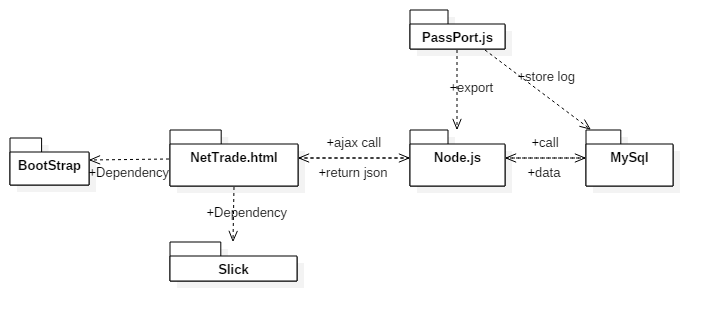 PassPort.js
+store log
+export
+ajax call
+call
NetTrade.html
Node.js
MySql
BootStrap
+Dependency
+return json
+data
+Dependency
Slick